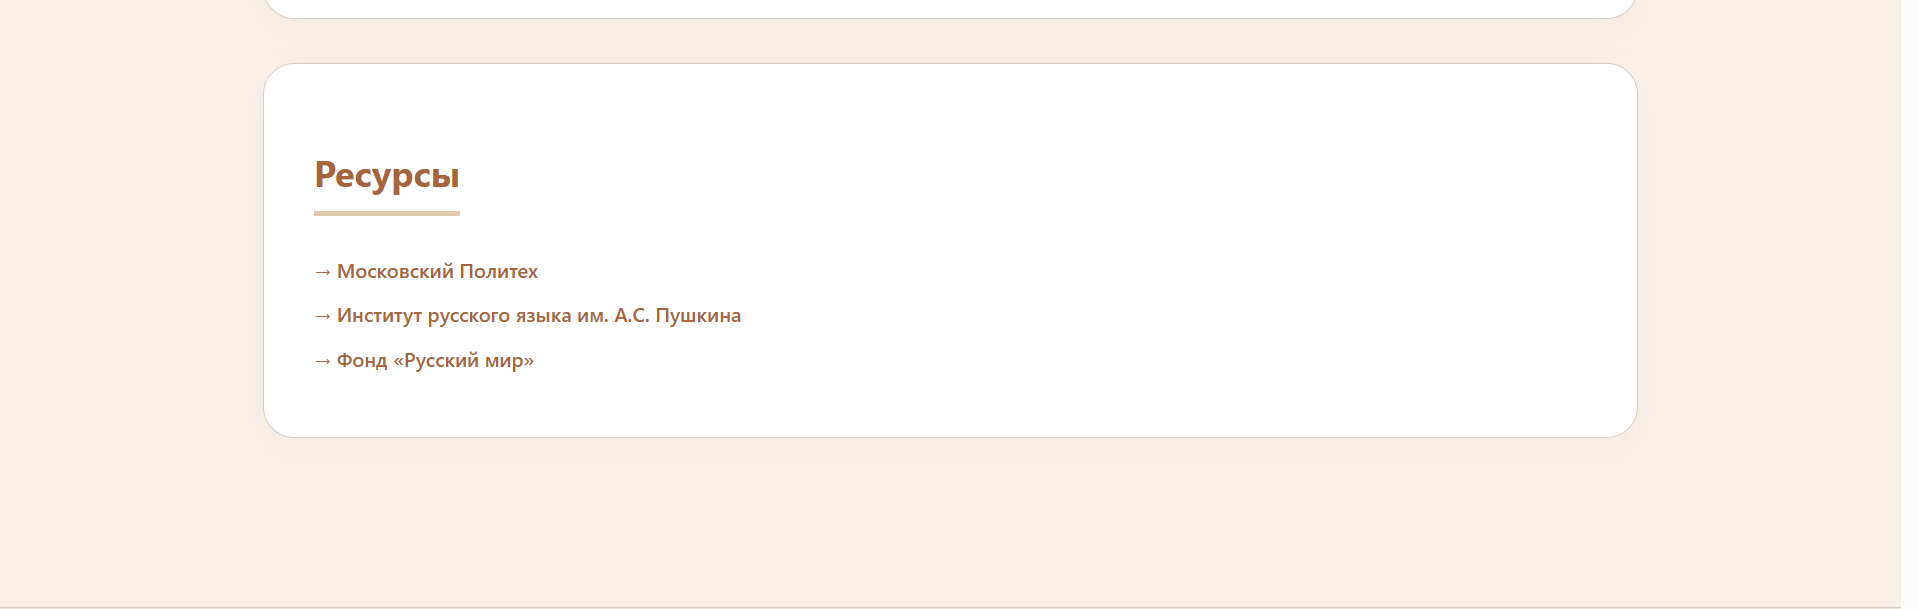 Ресурсы
→ Московский Политех
→ Институт русского языка им. А.С. Пушкина
→ Фонд «Русский мир»